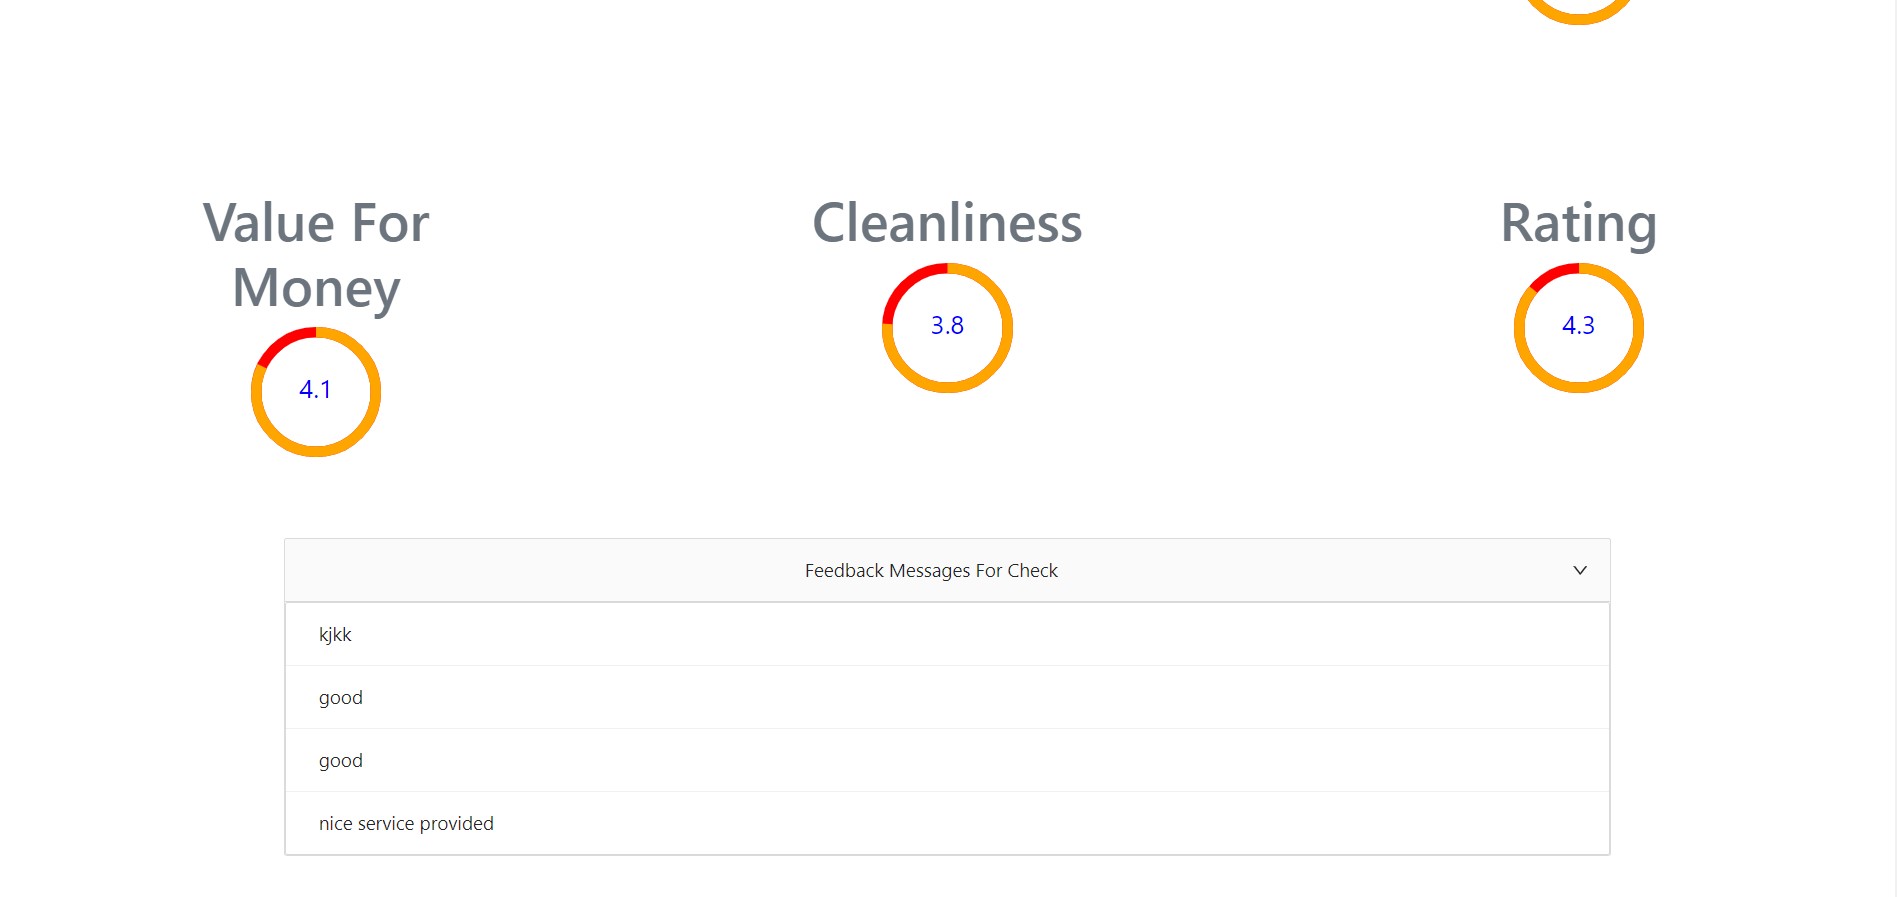 Value For
Money
4.1
Cleanliness
3.8
Rating
4.3
Feedback Messages For Check
kjkk
good
good
nice service provided